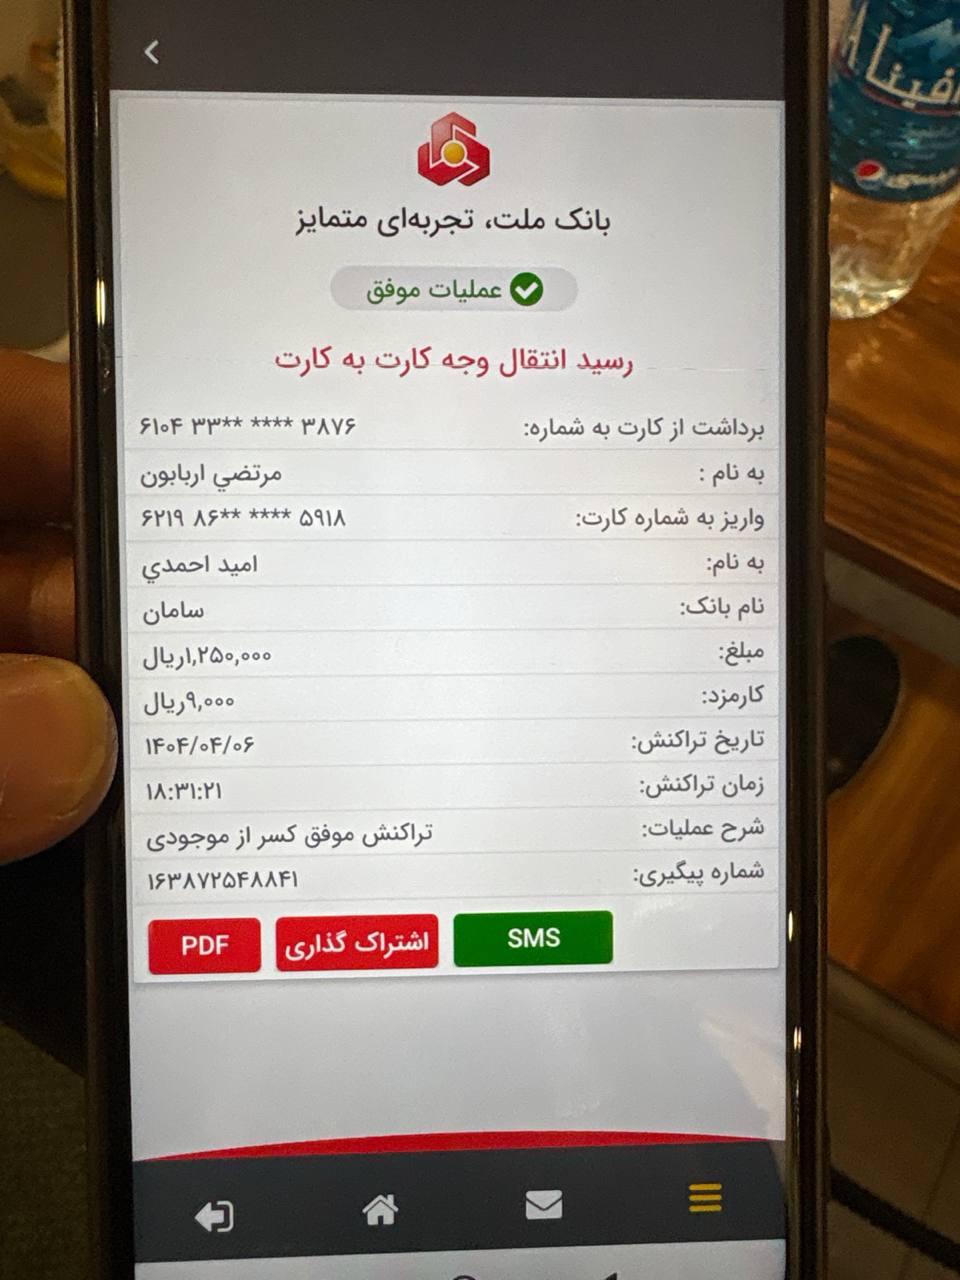 بانک ملت، تجربه‌ای متمایز
عملیات موفق
رسید انتقال وجه کارت به کارت
برداشت از کارت به شماره: ۶۱۰۴ ۳۳** **** ۳۸۷۶
به نام : مرتضي اربابون
واریز به شماره کارت: ۶۲۱۹ ۸۶** **** ۵۹۱۸
به نام: امید احمدي
نام بانک: سامان
مبلغ: ۱,۲۵۰,۰۰۰ریال
کارمزد: ۹,۰۰۰ریال
تاریخ تراکنش: ۱۴۰۴/۰۴/۰۶
زمان تراکنش: ۱۸:۳۱:۲۱
شرح عملیات: تراکنش موفق کسر از موجودی
شماره پیگیری: ۱۶۳۸۷۲۵۴۸۸۴۱
SMS اشتراک گذاری PDF
آکوافینا
پپسی